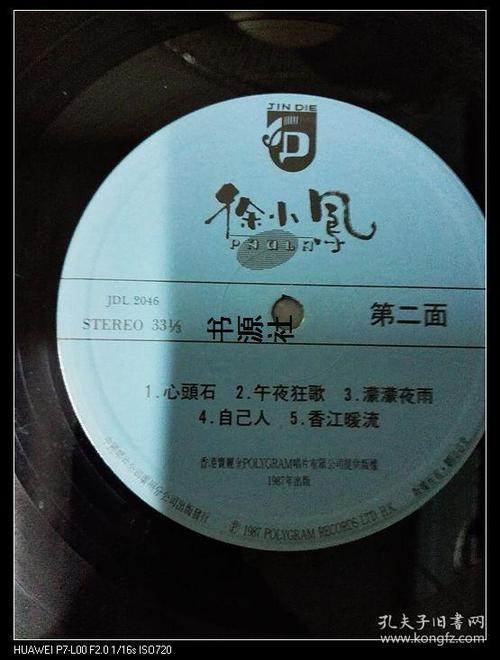 JIN DIE
徐小鳳
PAULA
JDL 2046
STEREO 33⅓
第二面
书源社
1.心頭石 2.午夜狂歌 3.濛濛夜雨
4.自己人 5.香江暖流
香港寶麗金POLYGRAM唱片有限公司提供版權
1987年出版
℗ 1987 POLYGRAM RECORDS LTD H.K.
孔夫子旧书网
www.kongfz.com
HUAWEI P7-L00 F2.0 1/16s ISO720